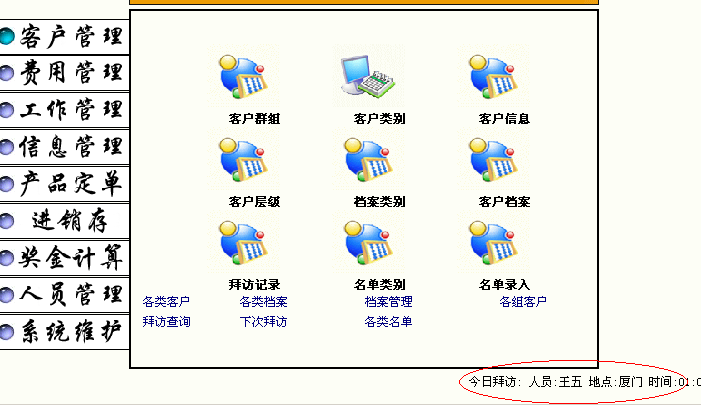 客户管理
费用管理
工作管理
信息管理
产品定单
进销存
奖金计算
人员管理
系统维护
客户群组 客户类别 客户信息
客户层级 档案类别 客户档案
拜访记录 名单类别 名单录入
各类客户 各类档案 档案管理 各组客户
拜访查询 下次拜访 各类名单
今日拜访: 人员:王五 地点:厦门 时间:01:0